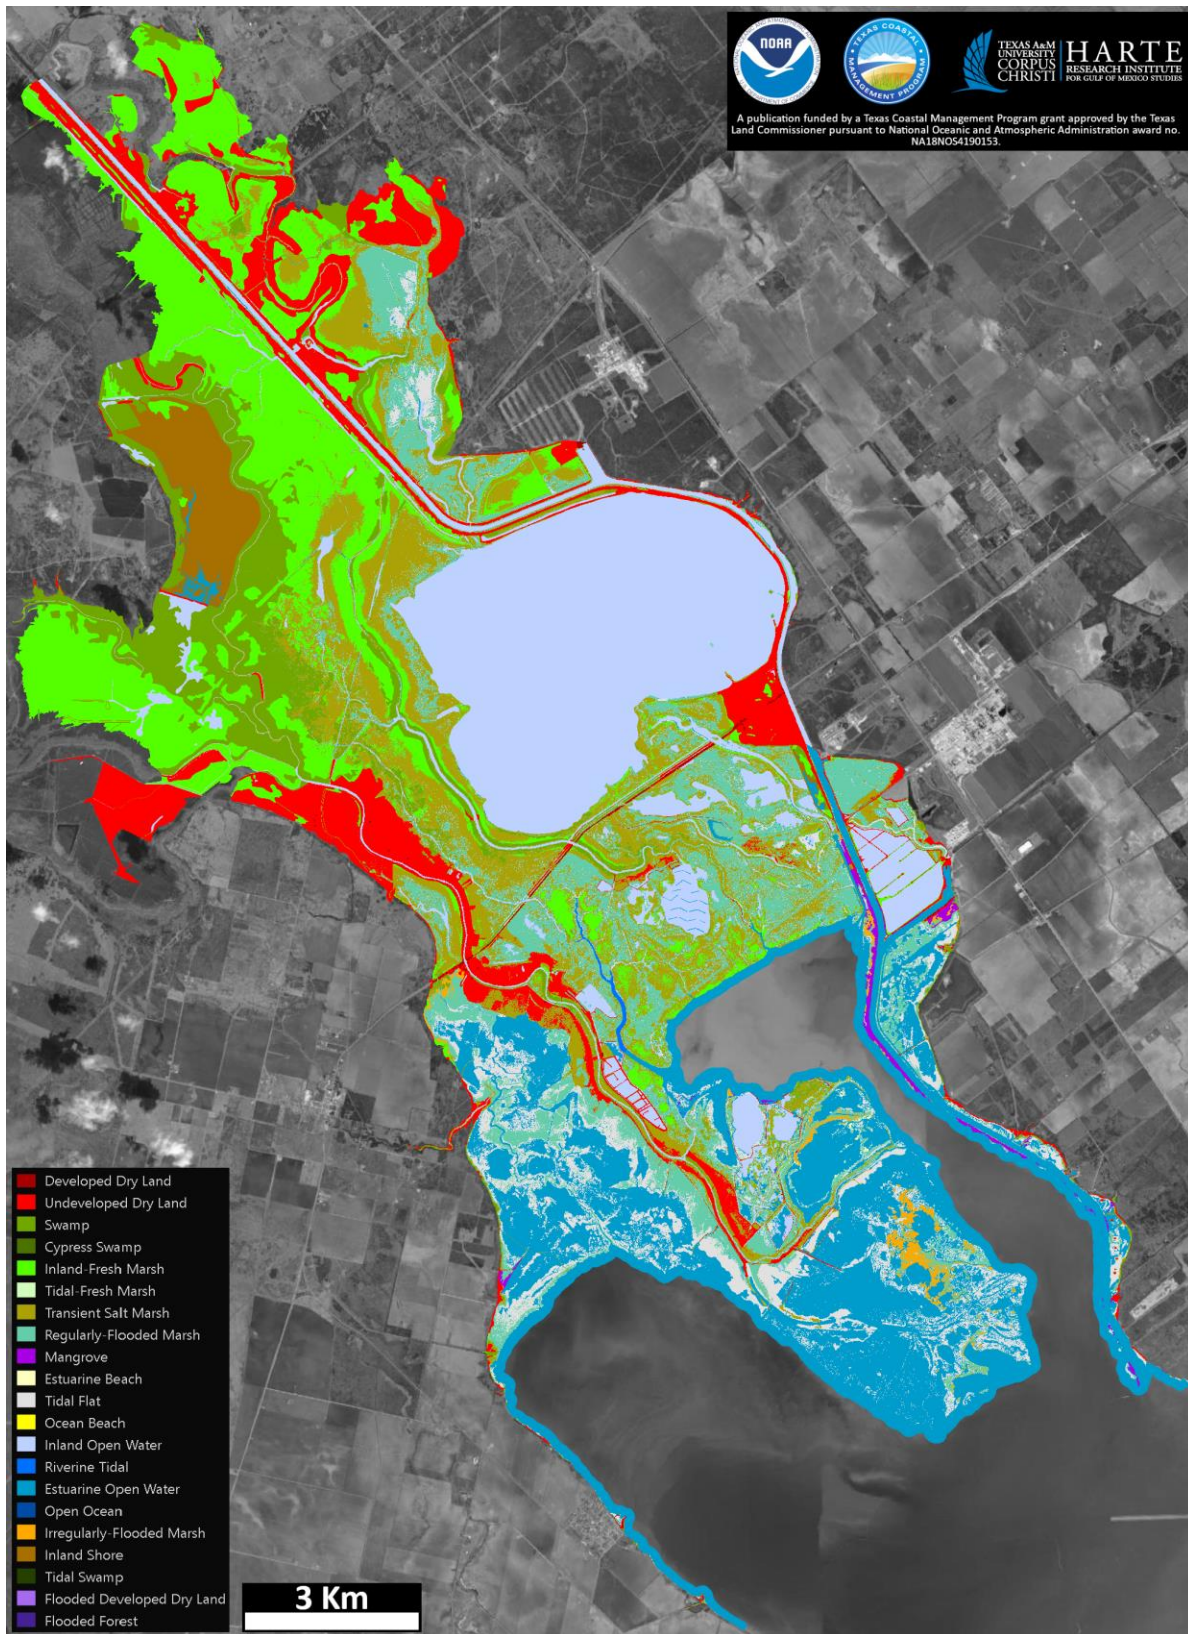 NOAA
TEXAS COASTAL
MANAGEMENT PROGRAM
TEXAS A&M
UNIVERSITY
CORPUS
CHRISTI
HARTE
RESEARCH INSTITUTE
FOR GULF OF MEXICO STUDIES
A publication funded by a Texas Coastal Management Program grant approved by the Texas
Land Commissioner pursuant to National Oceanic and Atmospheric Administration award no.
NA18NOS4190153.
Developed Dry Land
Undeveloped Dry Land
Swamp
Cypress Swamp
Inland-Fresh Marsh
Tidal-Fresh Marsh
Transient Salt Marsh
Regularly-Flooded Marsh
Mangrove
Estuarine Beach
Tidal Flat
Ocean Beach
Inland Open Water
Riverine Tidal
Estuarine Open Water
Open Ocean
Irregularly-Flooded Marsh
Inland Shore
Tidal Swamp
Flooded Developed Dry Land
Flooded Forest
3 Km